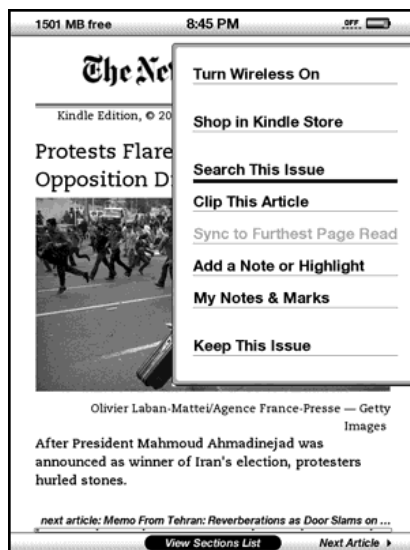 1501 MB free 8:45 PM OFF
The Ne
Kindle Edition, © 20
Protests Flare
Opposition D
Turn Wireless On
Shop in Kindle Store
Search This Issue
Clip This Article
Sync to Furthest Page Read
Add a Note or Highlight
My Notes & Marks
Keep This Issue
Olivier Laban-Mattei/Agence France-Presse — Getty
Images
After President Mahmoud Ahmadinejad was
announced as winner of Iran's election, protesters
hurled stones.
next article: Memo From Tehran: Reverberations as Door Slams on ...
View Sections List Next Article